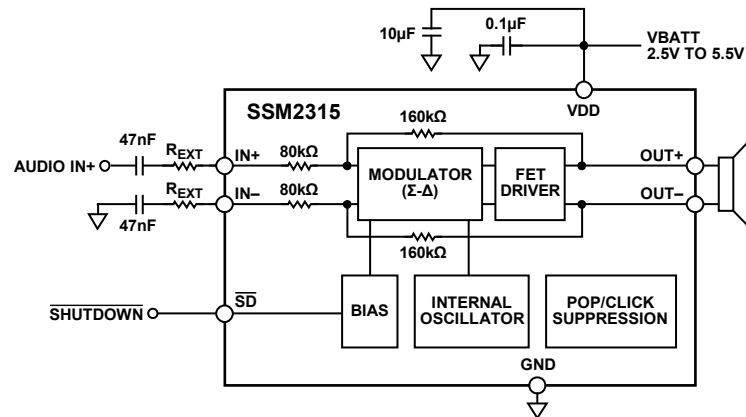 10µF
0.1µF
VBATT
2.5V TO 5.5V
VDD
SSM2315
160kΩ
47nF
REXT
AUDIO IN+
IN+
80kΩ
MODULATOR
(Σ-Δ)
FET
DRIVER
OUT+
REXT
IN–
80kΩ
OUT–
47nF
160kΩ
SHUTDOWN
SD
BIAS
INTERNAL
OSCILLATOR
POP/CLICK
SUPPRESSION
GND